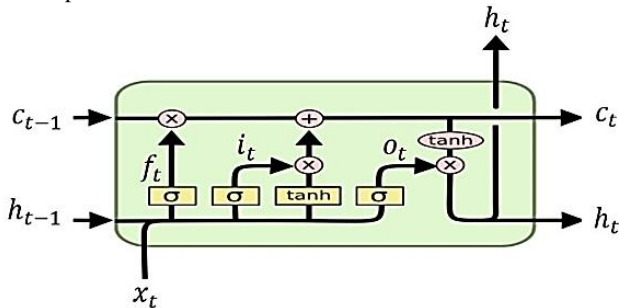 h_t
c_{t-1} × + c_t
tanh
f_t i_t × o_t ×
σ σ tanh σ
h_{t-1} h_t
x_t